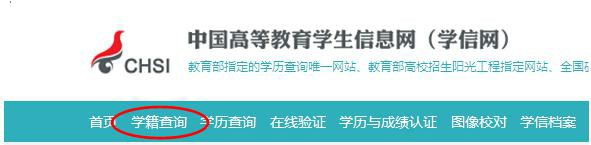 中国高等教育学生信息网（学信网）
CHSI
教育部指定的学历查询唯一网站、教育部高校招生阳光工程指定网站、全国
首页 学籍查询 学历查询 在线验证 学历与成绩认证 图像校对 学信档案